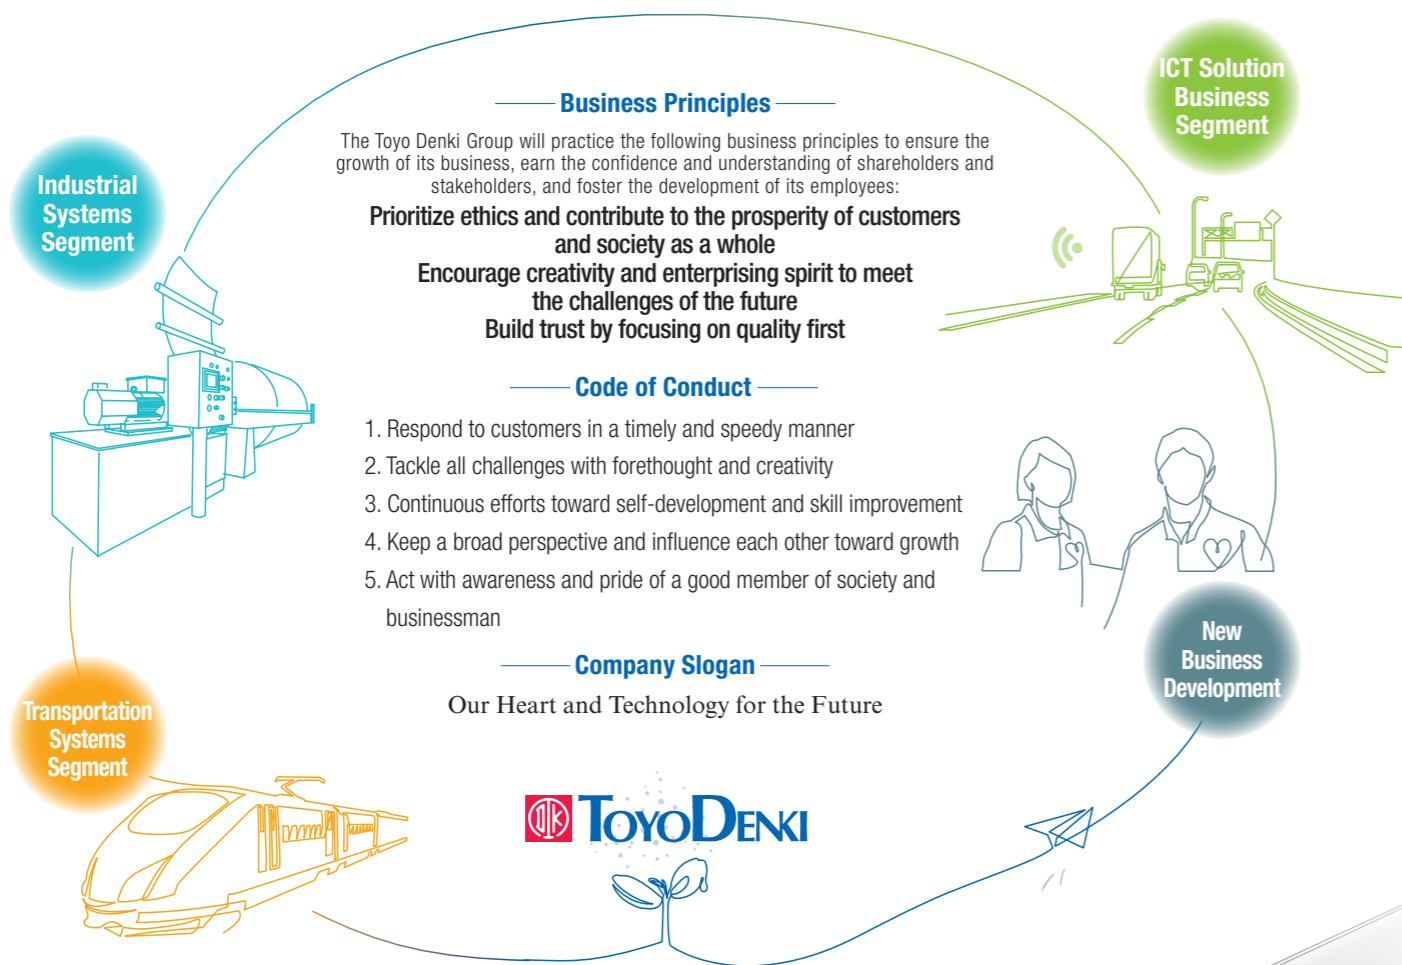 Business Principles
The Toyo Denki Group will practice the following business principles to ensure the
growth of its business, earn the confidence and understanding of shareholders and
stakeholders, and foster the development of its employees:
Prioritize ethics and contribute to the prosperity of customers
and society as a whole
Encourage creativity and enterprising spirit to meet
the challenges of the future
Build trust by focusing on quality first
Code of Conduct
1. Respond to customers in a timely and speedy manner
2. Tackle all challenges with forethought and creativity
3. Continuous efforts toward self-development and skill improvement
4. Keep a broad perspective and influence each other toward growth
5. Act with awareness and pride of a good member of society and
businessman
Company Slogan
Our Heart and Technology for the Future
Industrial
Systems
Segment
ICT Solution
Business
Segment
Transportation
Systems
Segment
New
Business
Development
TDK TOYO DENKI